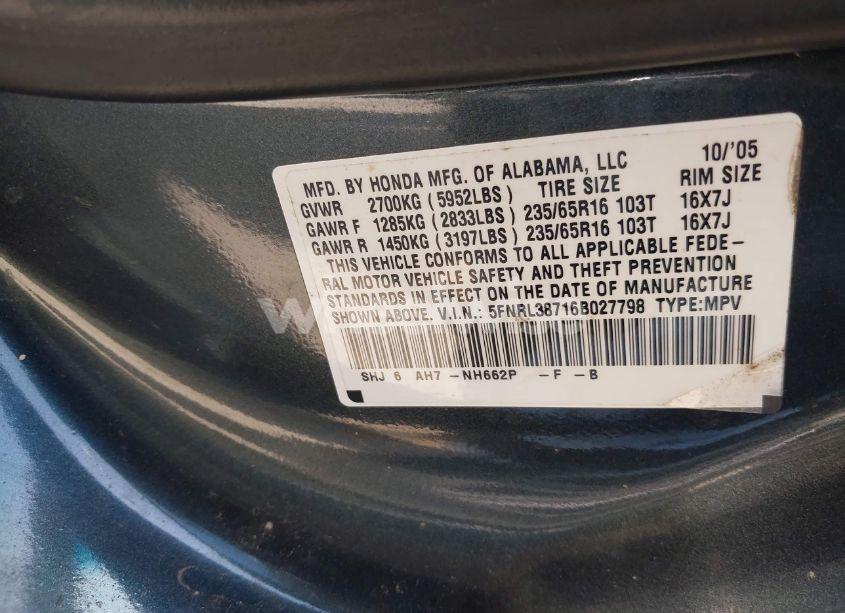 MFD. BY HONDA MFG. OF ALABAMA, LLC 10/'05
GVWR 2700KG (5952LBS) TIRE SIZE RIM SIZE
GAWR F 1285KG (2833LBS) 235/65R16 103T 16X7J
GAWR R 1450KG (3197LBS) 235/65R16 103T 16X7J
THIS VEHICLE CONFORMS TO ALL APPLICABLE FEDE-
RAL MOTOR VEHICLE SAFETY AND THEFT PREVENTION
STANDARDS IN EFFECT ON THE DATE OF MANUFACTURE
SHOWN ABOVE. V.I.N.: 5FNRL38716B027798 TYPE:MPV
SHJ 6 AH7 -NH662P -F -B